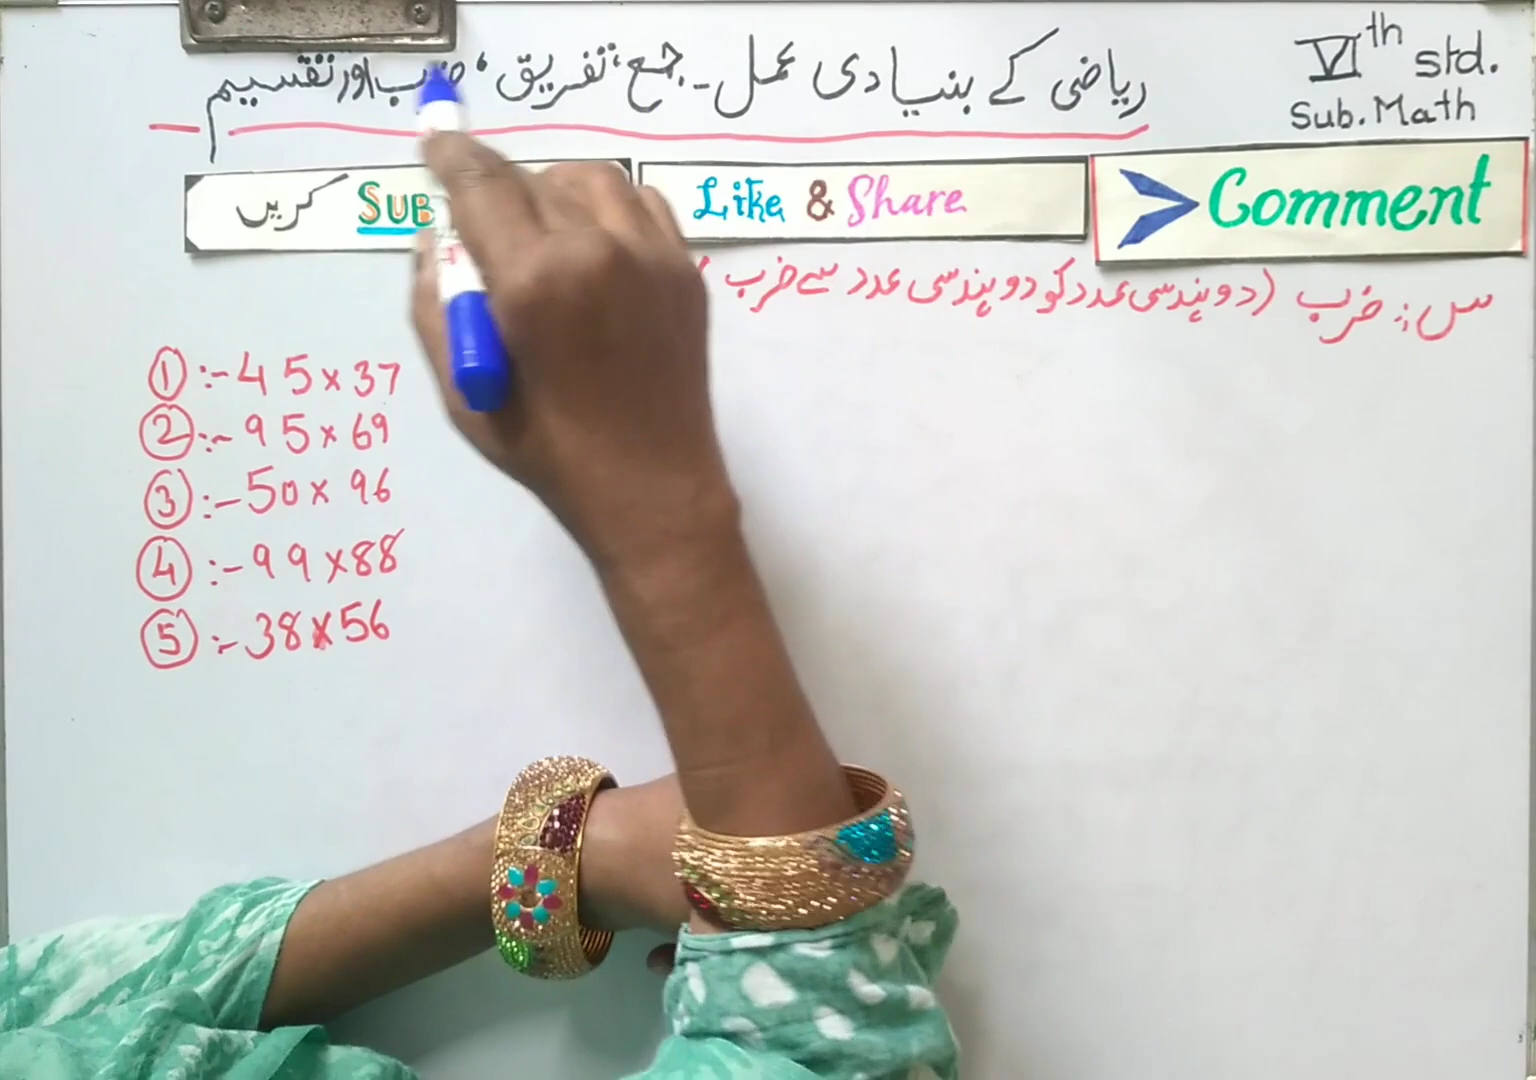 ریاضی کے بنیادی عمل ۔ جمع ، تفریق ، ضرب اور تقسیم
VIth std.
Sub. Math
کریں SUB
Like & Share
Comment
س :۔ ضرب (دو ہندسی عدد کو دو ہندسی عدد سے ضرب
① :- 45 x 37
② :- 95 x 69
③ :- 50 x 96
④ :- 99 x 88
⑤ :- 38 x 56